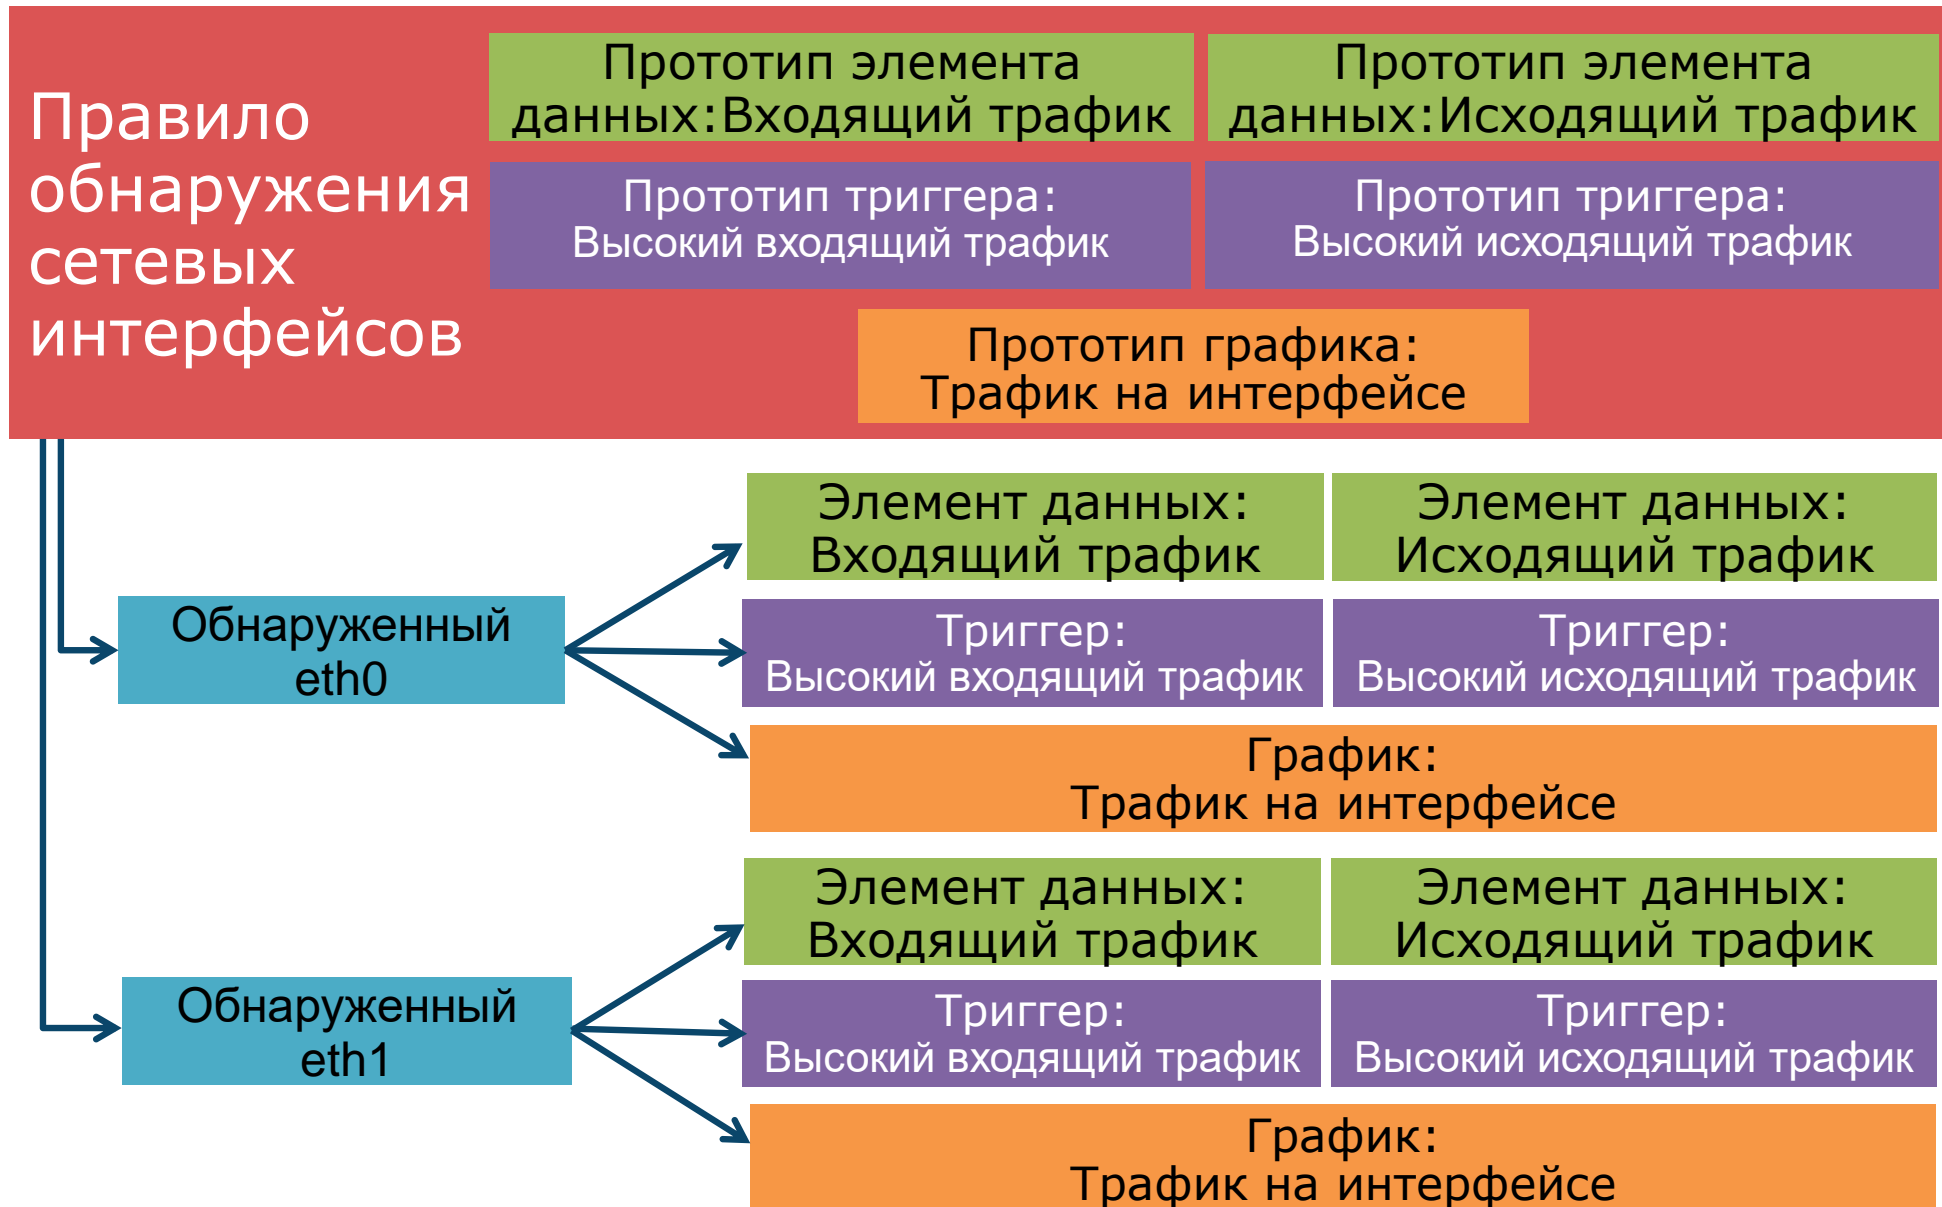 Правило
обнаружения
сетевых
интерфейсов
Прототип элемента
данных:Входящий трафик
Прототип элемента
данных:Исходящий трафик
Прототип триггера:
Высокий входящий трафик
Прототип триггера:
Высокий исходящий трафик
Прототип графика:
Трафик на интерфейсе
Обнаруженный
eth0
Элемент данных:
Входящий трафик
Элемент данных:
Исходящий трафик
Триггер:
Высокий входящий трафик
Триггер:
Высокий исходящий трафик
График:
Трафик на интерфейсе
Обнаруженный
eth1
Элемент данных:
Входящий трафик
Элемент данных:
Исходящий трафик
Триггер:
Высокий входящий трафик
Триггер:
Высокий исходящий трафик
График:
Трафик на интерфейсе